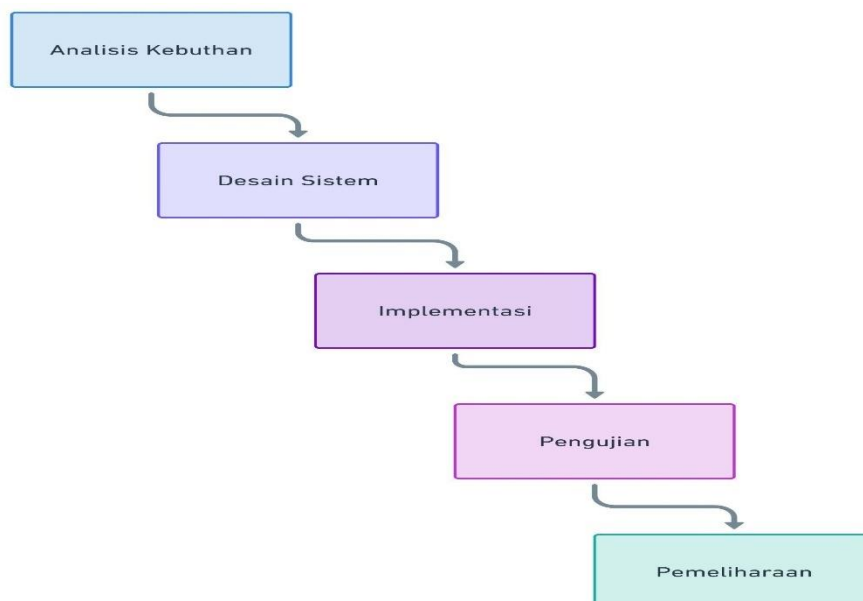 Analisis Kebuthan
Desain Sistem
Implementasi
Pengujian
Pemeliharaan